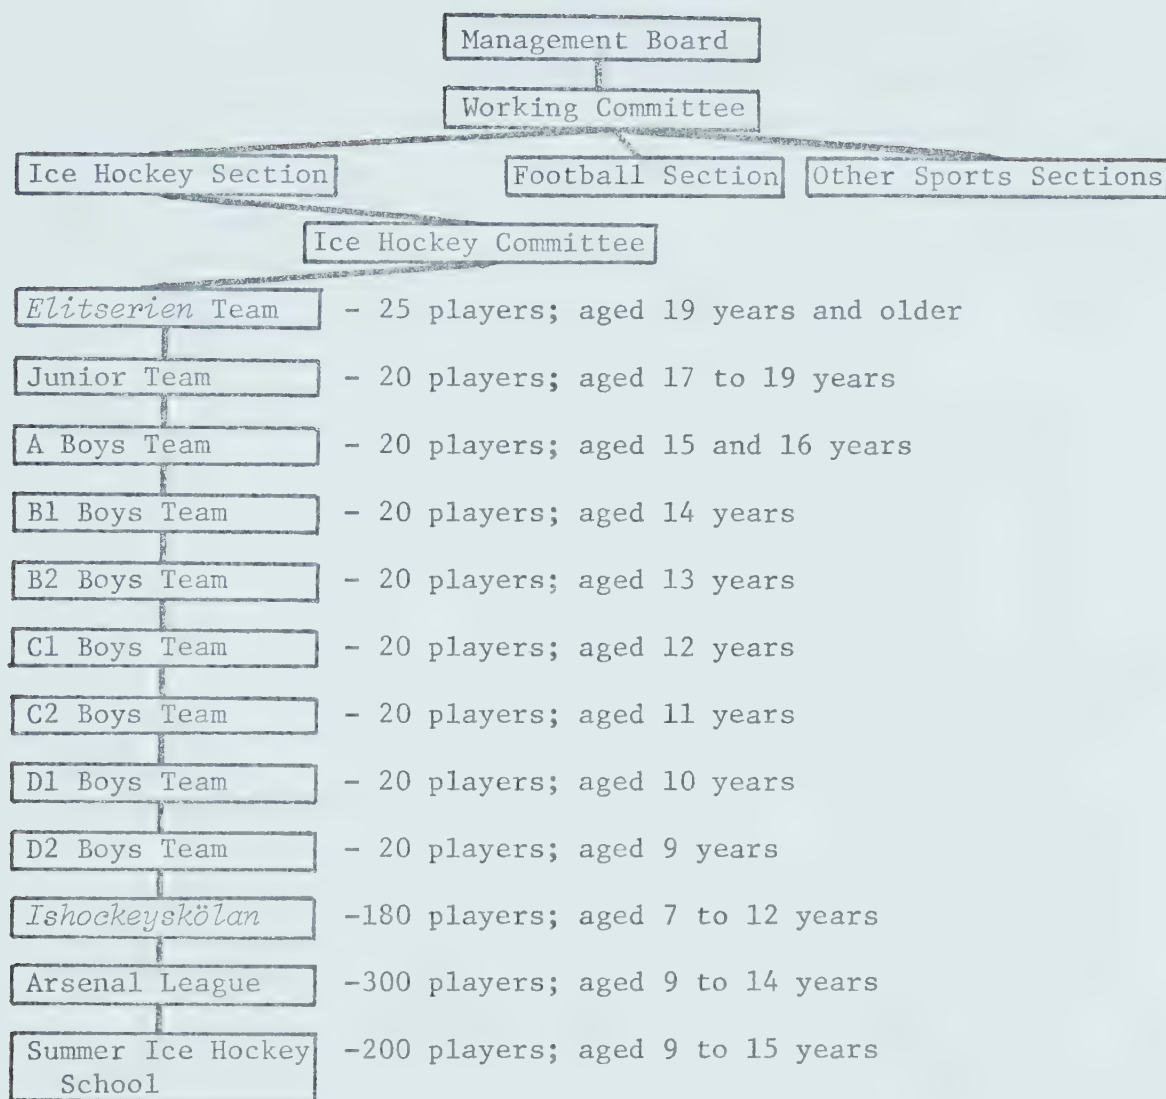 Management Board
Working Committee
Ice Hockey Section Football Section Other Sports Sections
Ice Hockey Committee
Elitserien Team - 25 players; aged 19 years and older
Junior Team - 20 players; aged 17 to 19 years
A Boys Team - 20 players; aged 15 and 16 years
B1 Boys Team - 20 players; aged 14 years
B2 Boys Team - 20 players; aged 13 years
C1 Boys Team - 20 players; aged 12 years
C2 Boys Team - 20 players; aged 11 years
D1 Boys Team - 20 players; aged 10 years
D2 Boys Team - 20 players; aged 9 years
Ishockeyskölan -180 players; aged 7 to 12 years
Arsenal League -300 players; aged 9 to 14 years
Summer Ice Hockey -200 players; aged 9 to 15 years
School